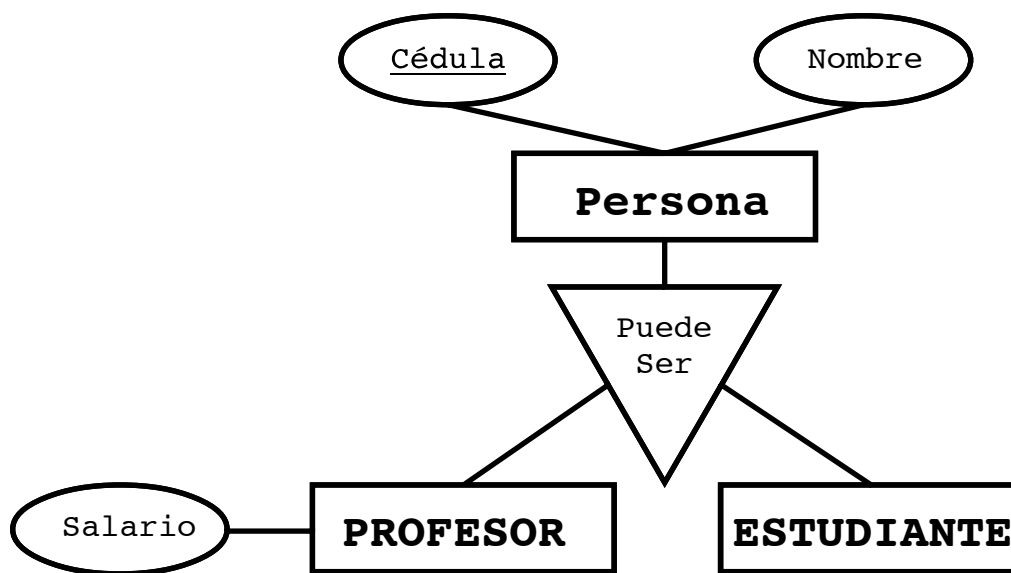 Cédula
Nombre
Persona
Puede
Ser
Salario
PROFESOR
ESTUDIANTE